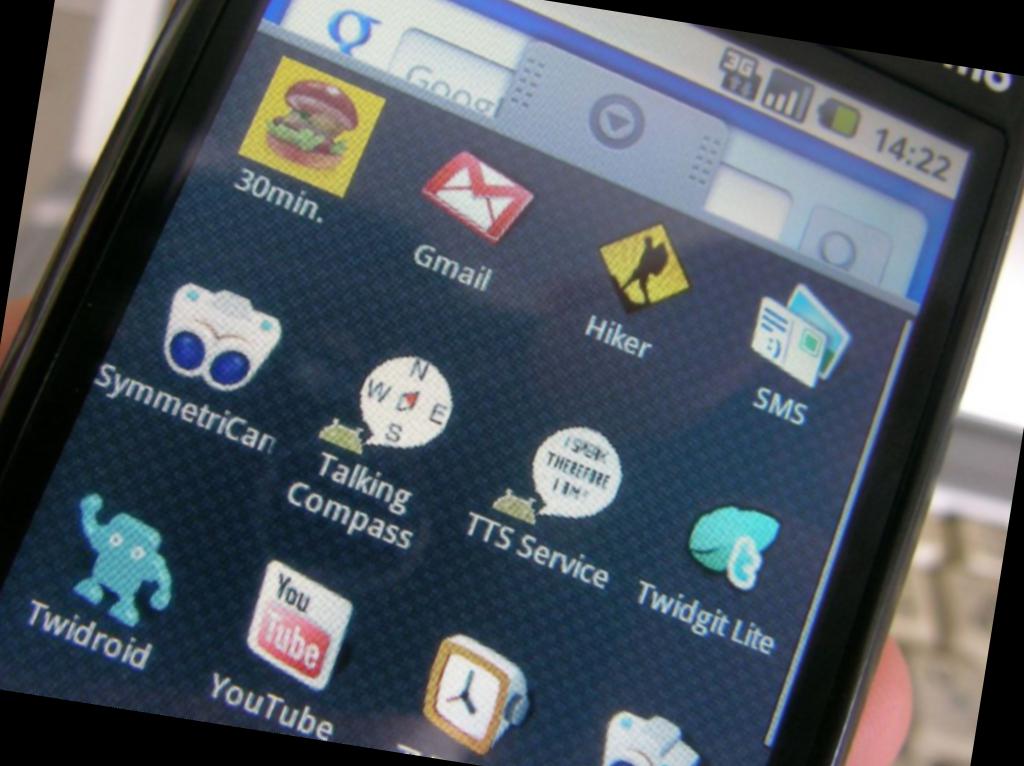 Googl
3G
14:22
30min.
Gmail
Hiker
SMS
SymmetriCam
N
W
E
S
Talking
Compass
I SPEAK
THEREFORE
I AM
TTS Service
t
Twidgit Lite
Twidroid
You
Tube
YouTube